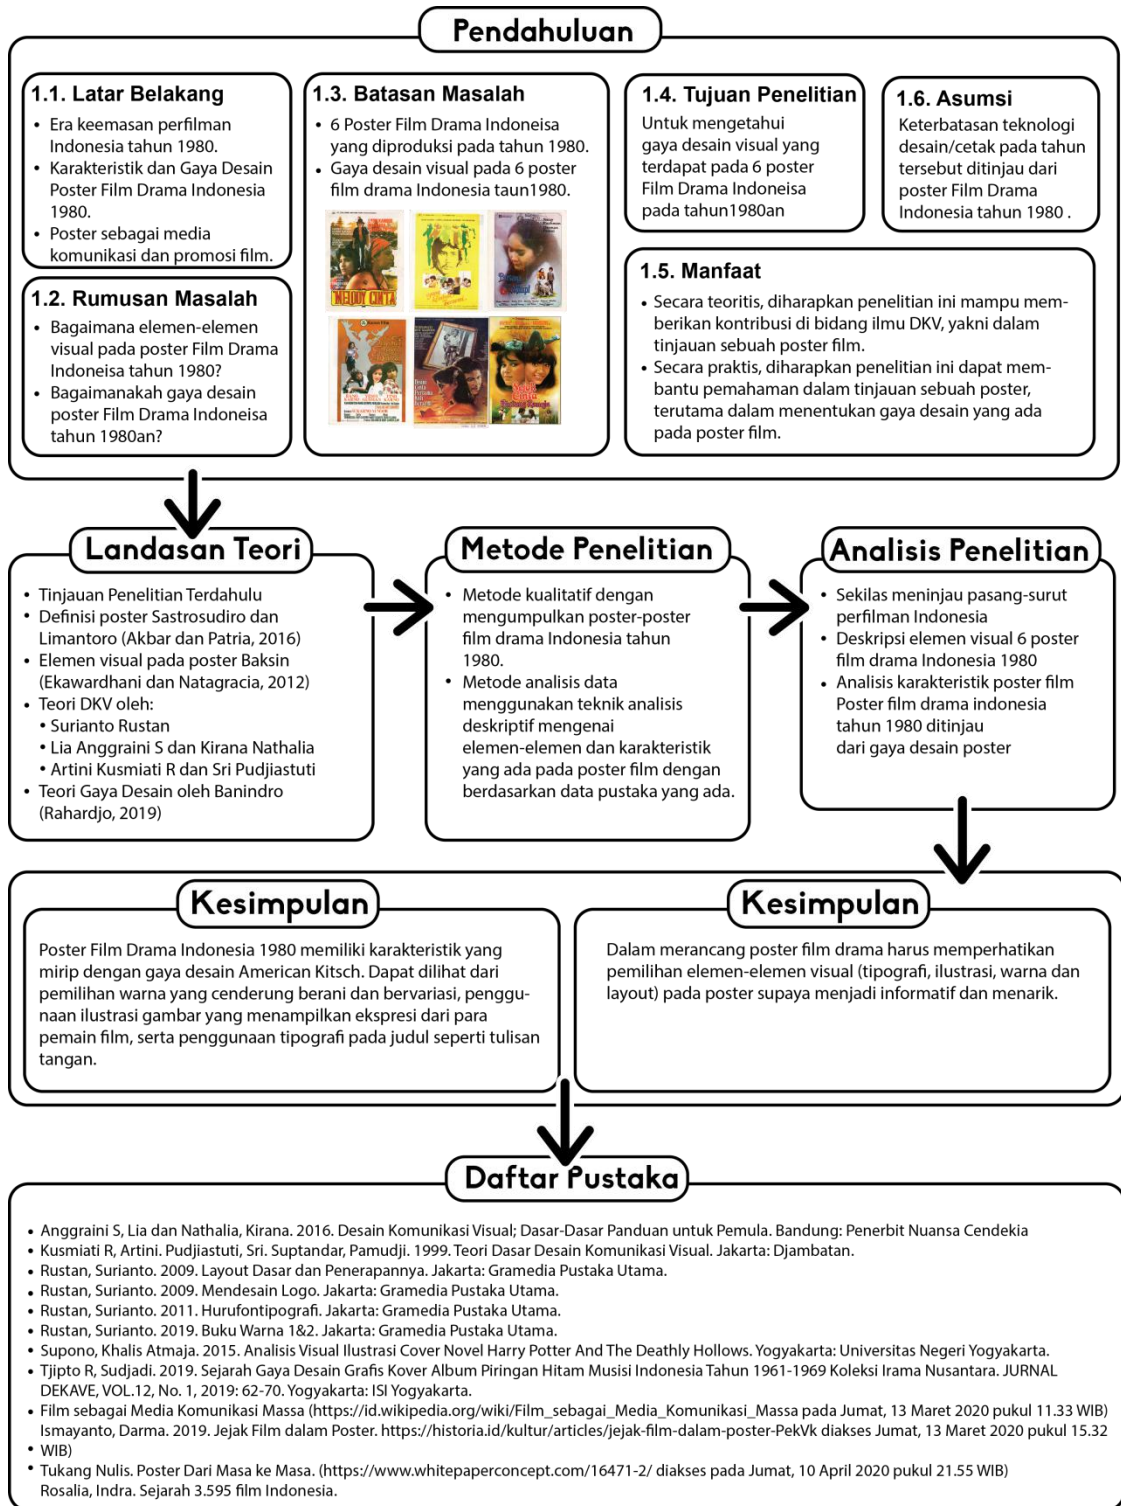 Pendahuluan
1.1. Latar Belakang
• Era keemasan perfilman
Indonesia tahun 1980.
• Karakteristik dan Gaya Desain
Poster Film Drama Indonesia
1980.
• Poster sebagai media
komunikasi dan promosi film.
1.2. Rumusan Masalah
• Bagaimana elemen-elemen
visual pada poster Film Drama
Indoneisa tahun 1980?
• Bagaimanakah gaya desain
poster Film Drama Indoneisa
tahun 1980an?
1.3. Batasan Masalah
• 6 Poster Film Drama Indoneisa
yang diproduksi pada tahun 1980.
• Gaya desain visual pada 6 poster
film drama Indonesia taun1980.
MELODY CINTA
1.4. Tujuan Penelitian
Untuk mengetahui
gaya desain visual yang
terdapat pada 6 poster
Film Drama Indoneisa
pada tahun1980an
1.6. Asumsi
Keterbatasan teknologi
desain/cetak pada tahun
tersebut ditinjau dari
poster Film Drama
Indonesia tahun 1980 .
1.5. Manfaat
• Secara teoritis, diharapkan penelitian ini mampu mem-
berikan kontribusi di bidang ilmu DKV, yakni dalam
tinjauan sebuah poster film.
• Secara praktis, diharapkan penelitian ini dapat mem-
bantu pemahaman dalam tinjauan sebuah poster,
terutama dalam menentukan gaya desain yang ada
pada poster film.
Landasan Teori
• Tinjauan Penelitian Terdahulu
• Definisi poster Sastrosudiro dan
Limantoro (Akbar dan Patria, 2016)
• Elemen visual pada poster Baksin
(Ekawardhani dan Natagracia, 2012)
• Teori DKV oleh:
• Surianto Rustan
• Lia Anggraini S dan Kirana Nathalia
• Artini Kusmiati R dan Sri Pudjiastuti
• Teori Gaya Desain oleh Banindro
(Rahardjo, 2019)
Metode Penelitian
• Metode kualitatif dengan
mengumpulkan poster-poster
film drama Indonesia tahun
1980.
• Metode analisis data
menggunakan teknik analisis
deskriptif mengenai
elemen-elemen dan karakteristik
yang ada pada poster film dengan
berdasarkan data pustaka yang ada.
Analisis Penelitian
• Sekilas meninjau pasang-surut
perfilman Indonesia
• Deskripsi elemen visual 6 poster
film drama Indonesia 1980
• Analisis karakteristik poster film
Poster film drama indonesia
tahun 1980 ditinjau
dari gaya desain poster
Kesimpulan
Poster Film Drama Indonesia 1980 memiliki karakteristik yang
mirip dengan gaya desain American Kitsch. Dapat dilihat dari
pemilihan warna yang cenderung berani dan bervariasi, penggu-
naan ilustrasi gambar yang menampilkan ekspresi dari para
pemain film, serta penggunaan tipografi pada judul seperti tulisan
tangan.
Kesimpulan
Dalam merancang poster film drama harus memperhatikan
pemilihan elemen-elemen visual (tipografi, ilustrasi, warna dan
layout) pada poster supaya menjadi informatif dan menarik.
Daftar Pustaka
• Anggraini S, Lia dan Nathalia, Kirana. 2016. Desain Komunikasi Visual; Dasar-Dasar Panduan untuk Pemula. Bandung: Penerbit Nuansa Cendekia
• Kusmiati R, Artini. Pudjiastuti, Sri. Suptandar, Pamudji. 1999. Teori Dasar Desain Komunikasi Visual. Jakarta: Djambatan.
• Rustan, Surianto. 2009. Layout Dasar dan Penerapannya. Jakarta: Gramedia Pustaka Utama.
• Rustan, Surianto. 2009. Mendesain Logo. Jakarta: Gramedia Pustaka Utama.
• Rustan, Surianto. 2011. Hurufontipografi. Jakarta: Gramedia Pustaka Utama.
• Rustan, Surianto. 2019. Buku Warna 1&2. Jakarta: Gramedia Pustaka Utama.
• Supono, Khalis Atmaja. 2015. Analisis Visual Ilustrasi Cover Novel Harry Potter And The Deathly Hollows. Yogyakarta: Universitas Negeri Yogyakarta.
• Tjipto R, Sudjadi. 2019. Sejarah Gaya Desain Grafis Kover Album Piringan Hitam Musisi Indonesia Tahun 1961-1969 Koleksi Irama Nusantara. JURNAL
DEKAVE, VOL.12, No. 1, 2019: 62-70. Yogyakarta: ISI Yogyakarta.
• Film sebagai Media Komunikasi Massa (https://id.wikipedia.org/wiki/Film_sebagai_Media_Komunikasi_Massa pada Jumat, 13 Maret 2020 pukul 11.33 WIB)
Ismayanto, Darma. 2019. Jejak Film dalam Poster. https://historia.id/kultur/articles/jejak-film-dalam-poster-PekVk diakses Jumat, 13 Maret 2020 pukul 15.32
• WIB)
• Tukang Nulis. Poster Dari Masa ke Masa. (https://www.whitepaperconcept.com/16471-2/ diakses pada Jumat, 10 April 2020 pukul 21.55 WIB)
Rosalia, Indra. Sejarah 3.595 film Indonesia.